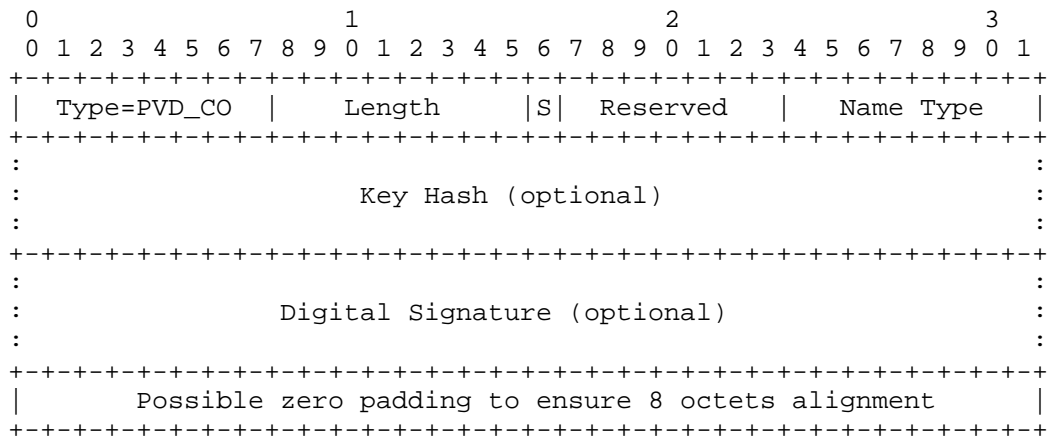 0                   1                   2                   3
 0 1 2 3 4 5 6 7 8 9 0 1 2 3 4 5 6 7 8 9 0 1 2 3 4 5 6 7 8 9 0 1
+-+-+-+-+-+-+-+-+-+-+-+-+-+-+-+-+-+-+-+-+-+-+-+-+-+-+-+-+-+-+-+-+
|  Type=PVD_CO  |    Length     |S|  Reserved   |   Name Type   |
+-+-+-+-+-+-+-+-+-+-+-+-+-+-+-+-+-+-+-+-+-+-+-+-+-+-+-+-+-+-+-+-+
:                                                               :
:                     Key Hash (optional)                       :
:                                                               :
+-+-+-+-+-+-+-+-+-+-+-+-+-+-+-+-+-+-+-+-+-+-+-+-+-+-+-+-+-+-+-+-+
:                                                               :
:                Digital Signature (optional)                   :
:                                                               :
+-+-+-+-+-+-+-+-+-+-+-+-+-+-+-+-+-+-+-+-+-+-+-+-+-+-+-+-+-+-+-+-+
|       Possible zero padding to ensure 8 octets alignment      |
+-+-+-+-+-+-+-+-+-+-+-+-+-+-+-+-+-+-+-+-+-+-+-+-+-+-+-+-+-+-+-+-+